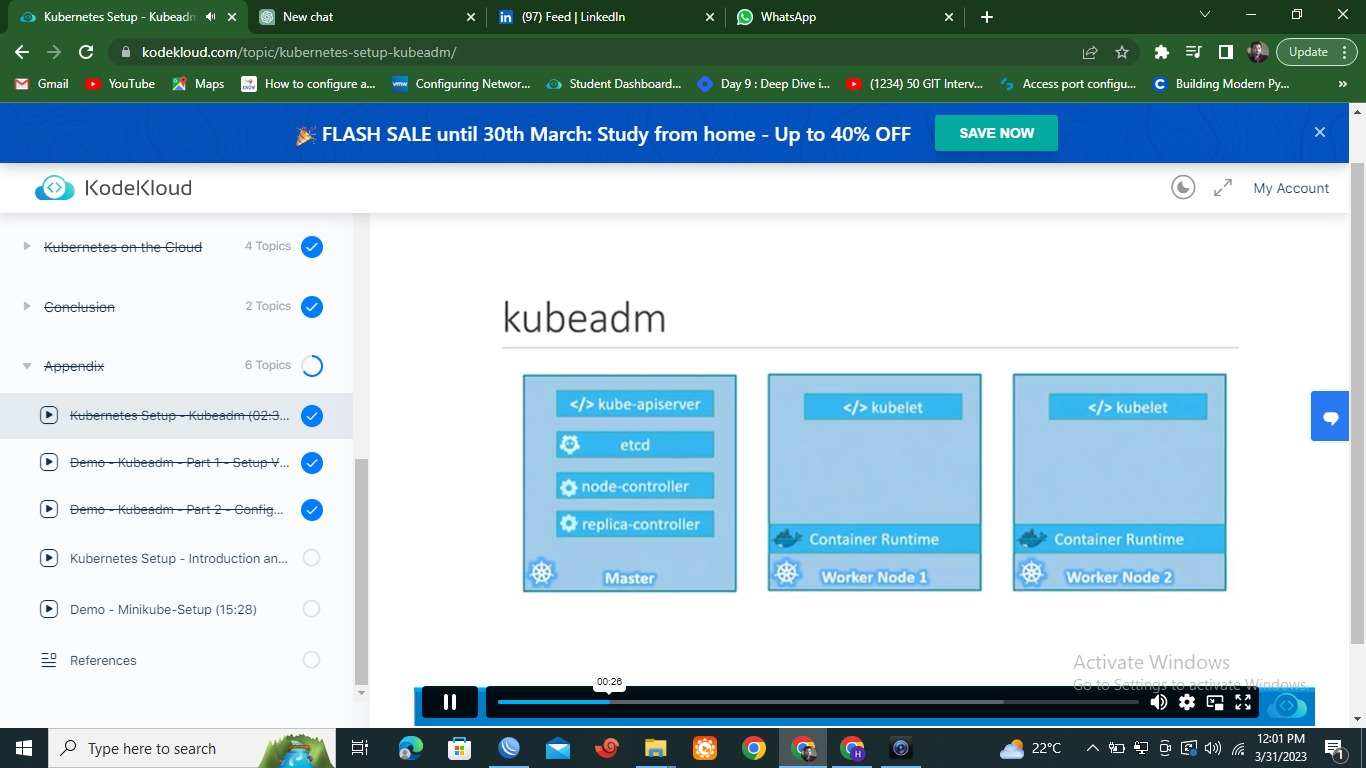 Kubernetes Setup - Kubeadm
New chat
(97) Feed | LinkedIn
WhatsApp
kodekloud.com/topic/kubernetes-setup-kubeadm/
Update
Gmail
YouTube
Maps
How to configure a...
Configuring Networ...
Student Dashboard...
Day 9 : Deep Dive i...
(1234) 50 GIT Interv...
Access port configu...
Building Modern Py...
»
FLASH SALE until 30th March: Study from home - Up to 40% OFF
SAVE NOW
KodeKloud
My Account
Kubernetes on the Cloud
4 Topics
Conclusion
2 Topics
Appendix
6 Topics
Kubernetes Setup - Kubeadm (02:3...
Demo - Kubeadm - Part 1 - Setup V...
Demo - Kubeadm - Part 2 - Config...
Kubernetes Setup - Introduction an...
Demo - Minikube-Setup (15:28)
References
kubeadm
</> kube-apiserver
etcd
node-controller
replica-controller
Master
</> kubelet
Container Runtime
Worker Node 1
</> kubelet
Container Runtime
Worker Node 2
Activate Windows
Go to Settings to activate Windows.
00:26
Type here to search
22°C
12:01 PM
3/31/2023
1